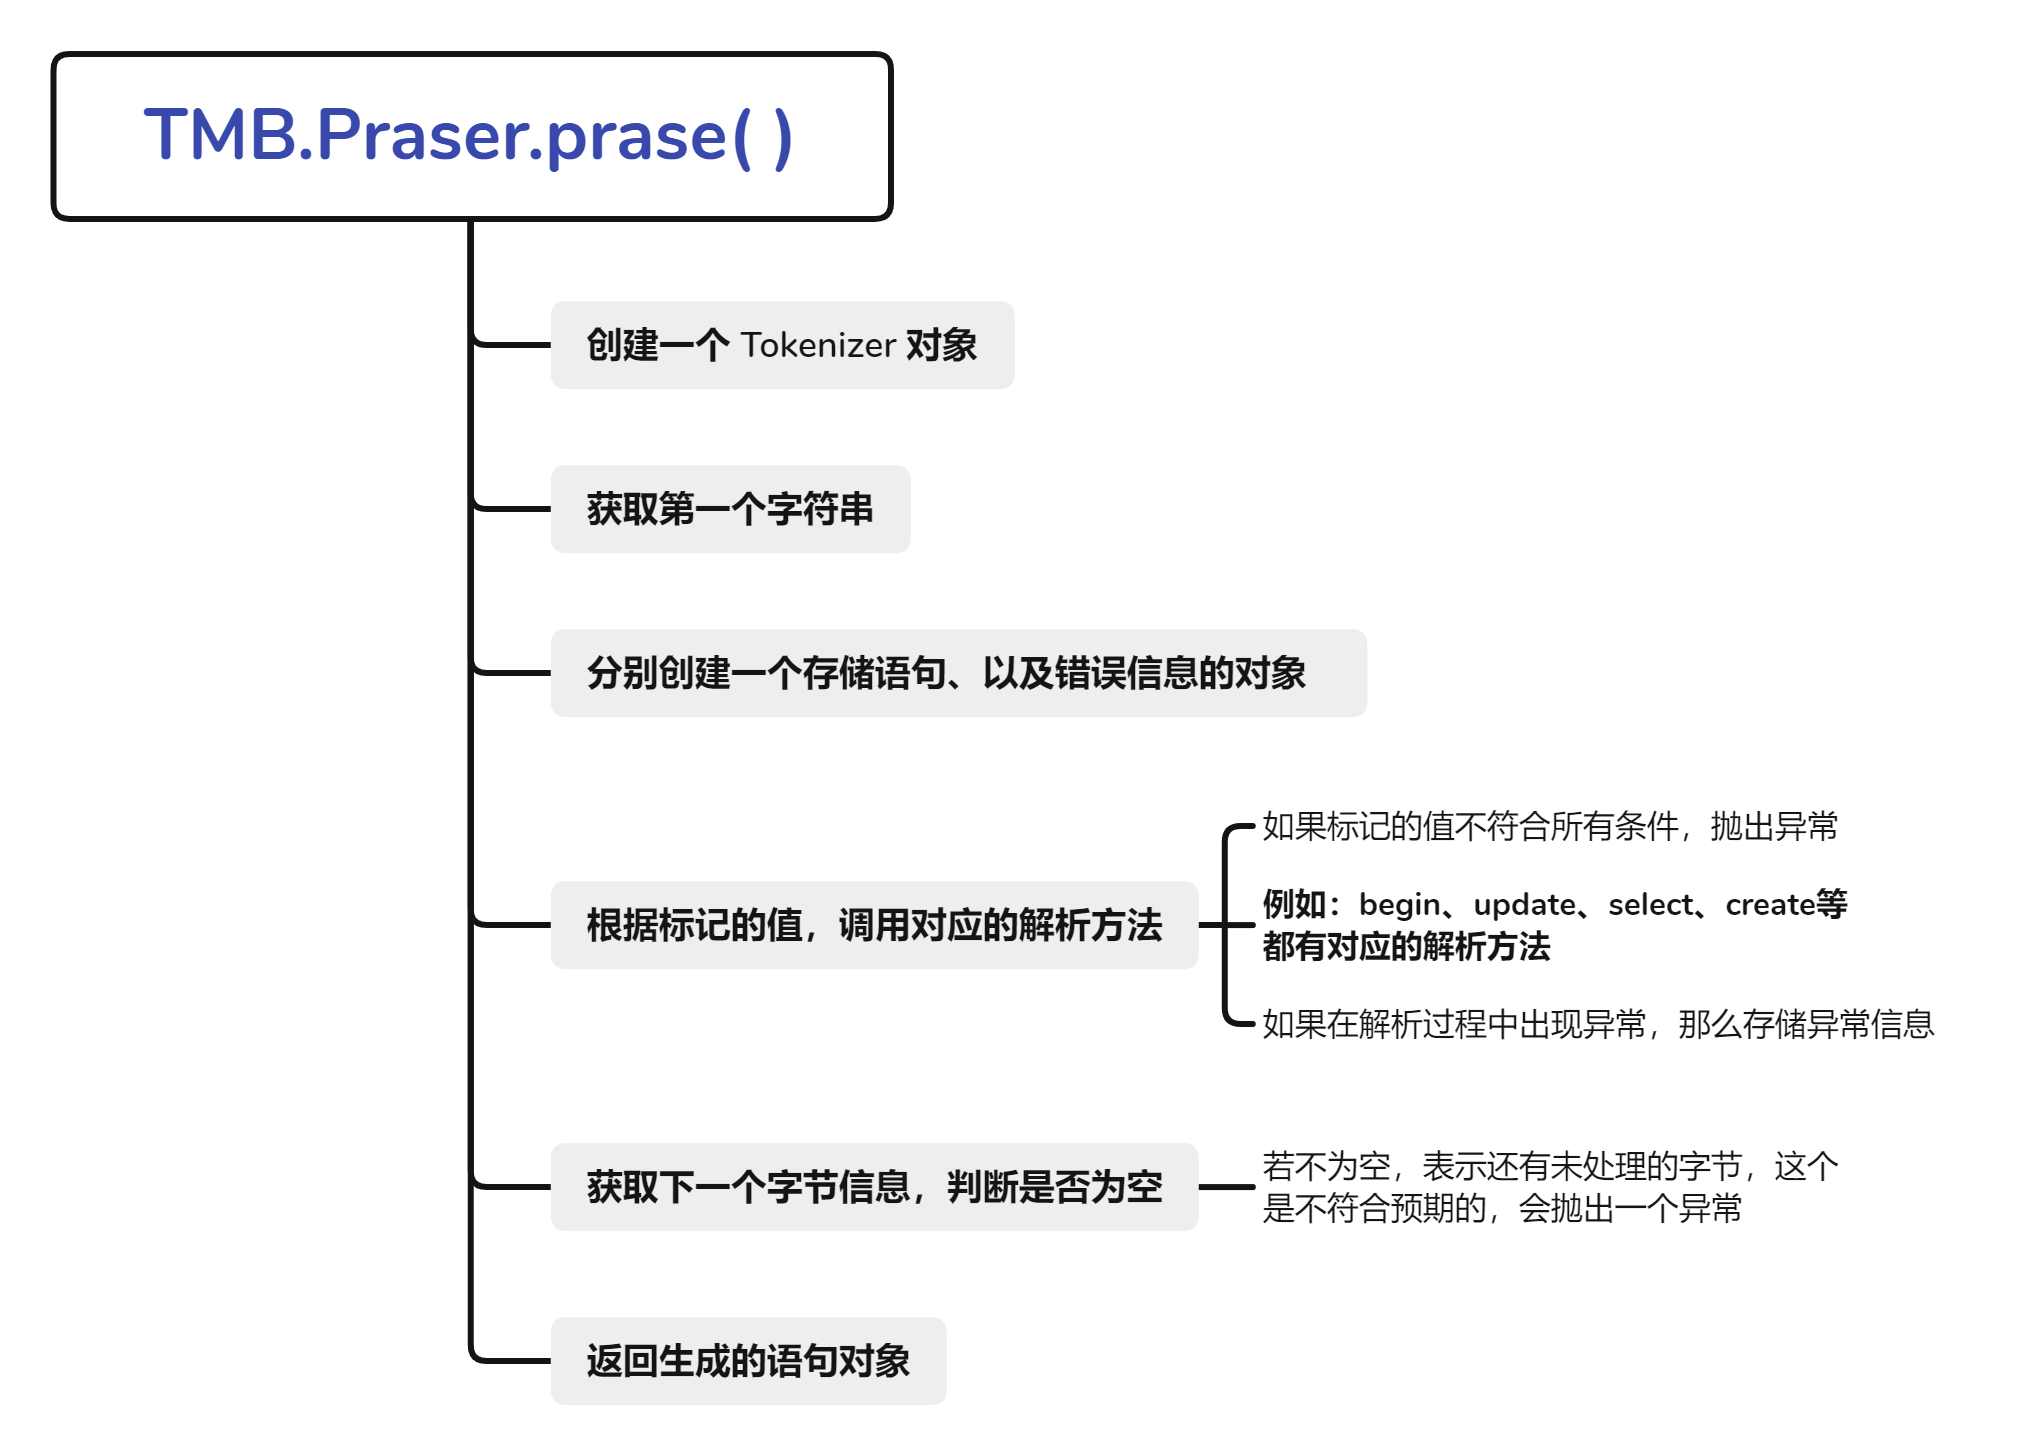 TMB.Praser.prase( )
创建一个 Tokenizer 对象
获取第一个字符串
分别创建一个存储语句、以及错误信息的对象
根据标记的值，调用对应的解析方法
如果标记的值不符合所有条件，抛出异常
例如：begin、update、select、create等
都有对应的解析方法
如果在解析过程中出现异常，那么存储异常信息
获取下一个字节信息，判断是否为空
若不为空，表示还有未处理的字节，这个
是不符合预期的，会抛出一个异常
返回生成的语句对象